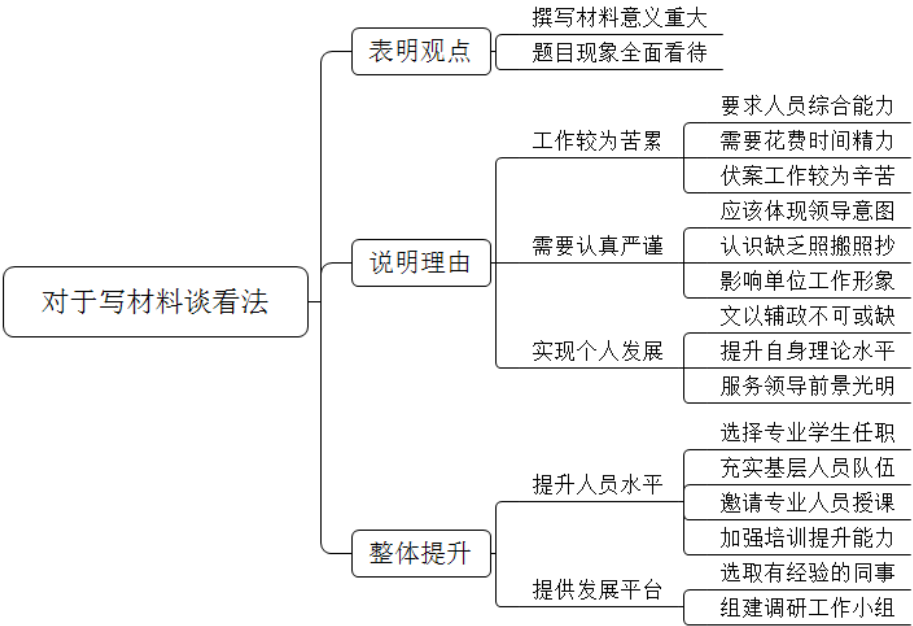 对于写材料谈看法
表明观点
撰写材料意义重大
题目现象全面看待
说明理由
工作较为苦累
要求人员综合能力
需要花费时间精力
伏案工作较为辛苦
需要认真严谨
应该体现领导意图
认识缺乏照搬照抄
影响单位工作形象
实现个人发展
文以辅政不可或缺
提升自身理论水平
服务领导前景光明
整体提升
提升人员水平
选择专业学生任职
充实基层人员队伍
邀请专业人员授课
加强培训提升能力
提供发展平台
选取有经验的同事
组建调研工作小组